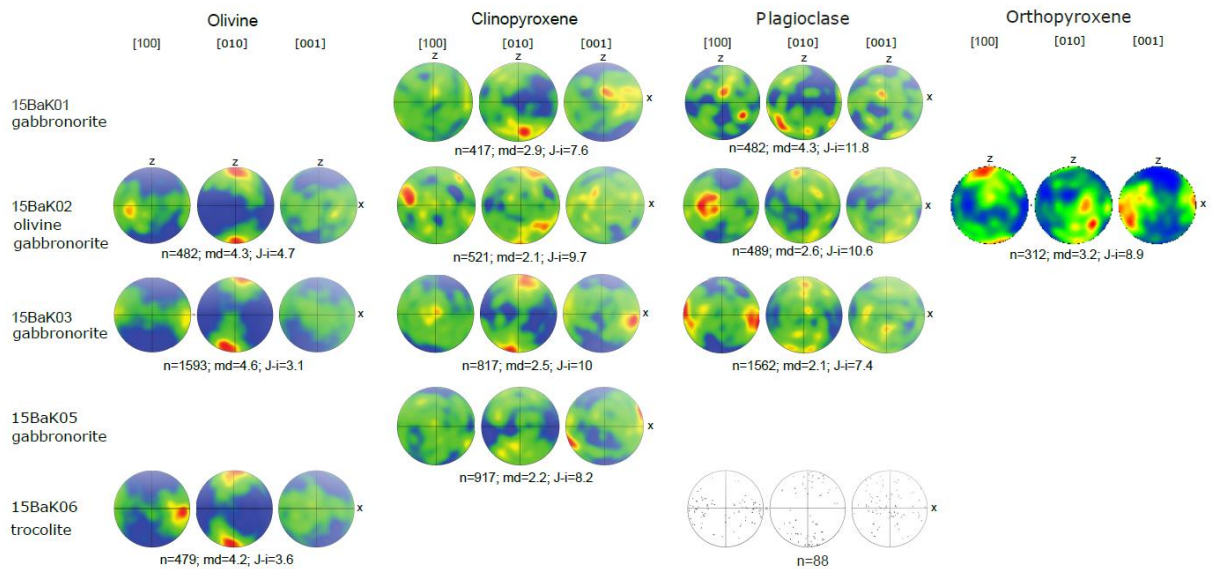 Olivine Clinopyroxene Plagioclase Orthopyroxene
[100] [010] [001] [100] [010] [001] [100] [010] [001] [100] [010] [001]
z z
15BaK01
gabbronorite
x
n=417; md=2.9; J-i=7.6 n=482; md=4.3; J-i=11.8
z z z z z
15BaK02
olivine
gabbronorite
x x x x
n=482; md=4.3; J-i=4.7 n=521; md=2.1; J-i=9.7 n=489; md=2.6; J-i=10.6 n=312; md=3.2; J-i=8.9
15BaK03
gabbronorite
x x x
n=1593; md=4.6; J-i=3.1 n=817; md=2.5; J-i=10 n=1562; md=2.1; J-i=7.4
15BaK05
gabbronorite
x
n=917; md=2.2; J-i=8.2
15BaK06
trocolite
x x
n=479; md=4.2; J-i=3.6 n=88